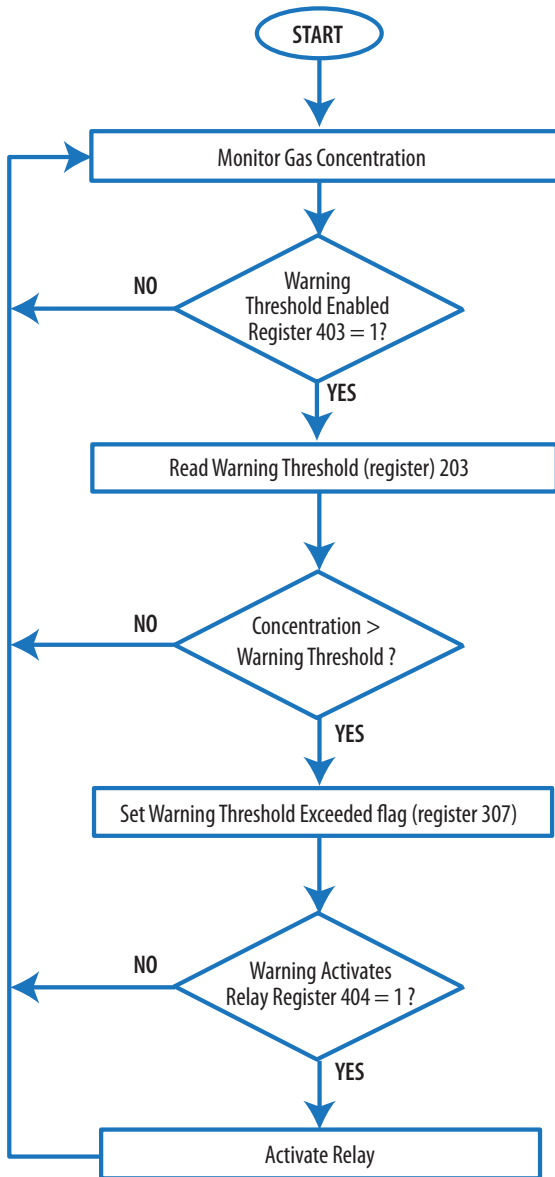 START
Monitor Gas Concentration
Warning
Threshold Enabled
Register 403 = 1?
NO
YES
Read Warning Threshold (register) 203
Concentration >
Warning Threshold ?
NO
YES
Set Warning Threshold Exceeded flag (register 307)
Warning Activates
Relay Register 404 = 1 ?
NO
YES
Activate Relay